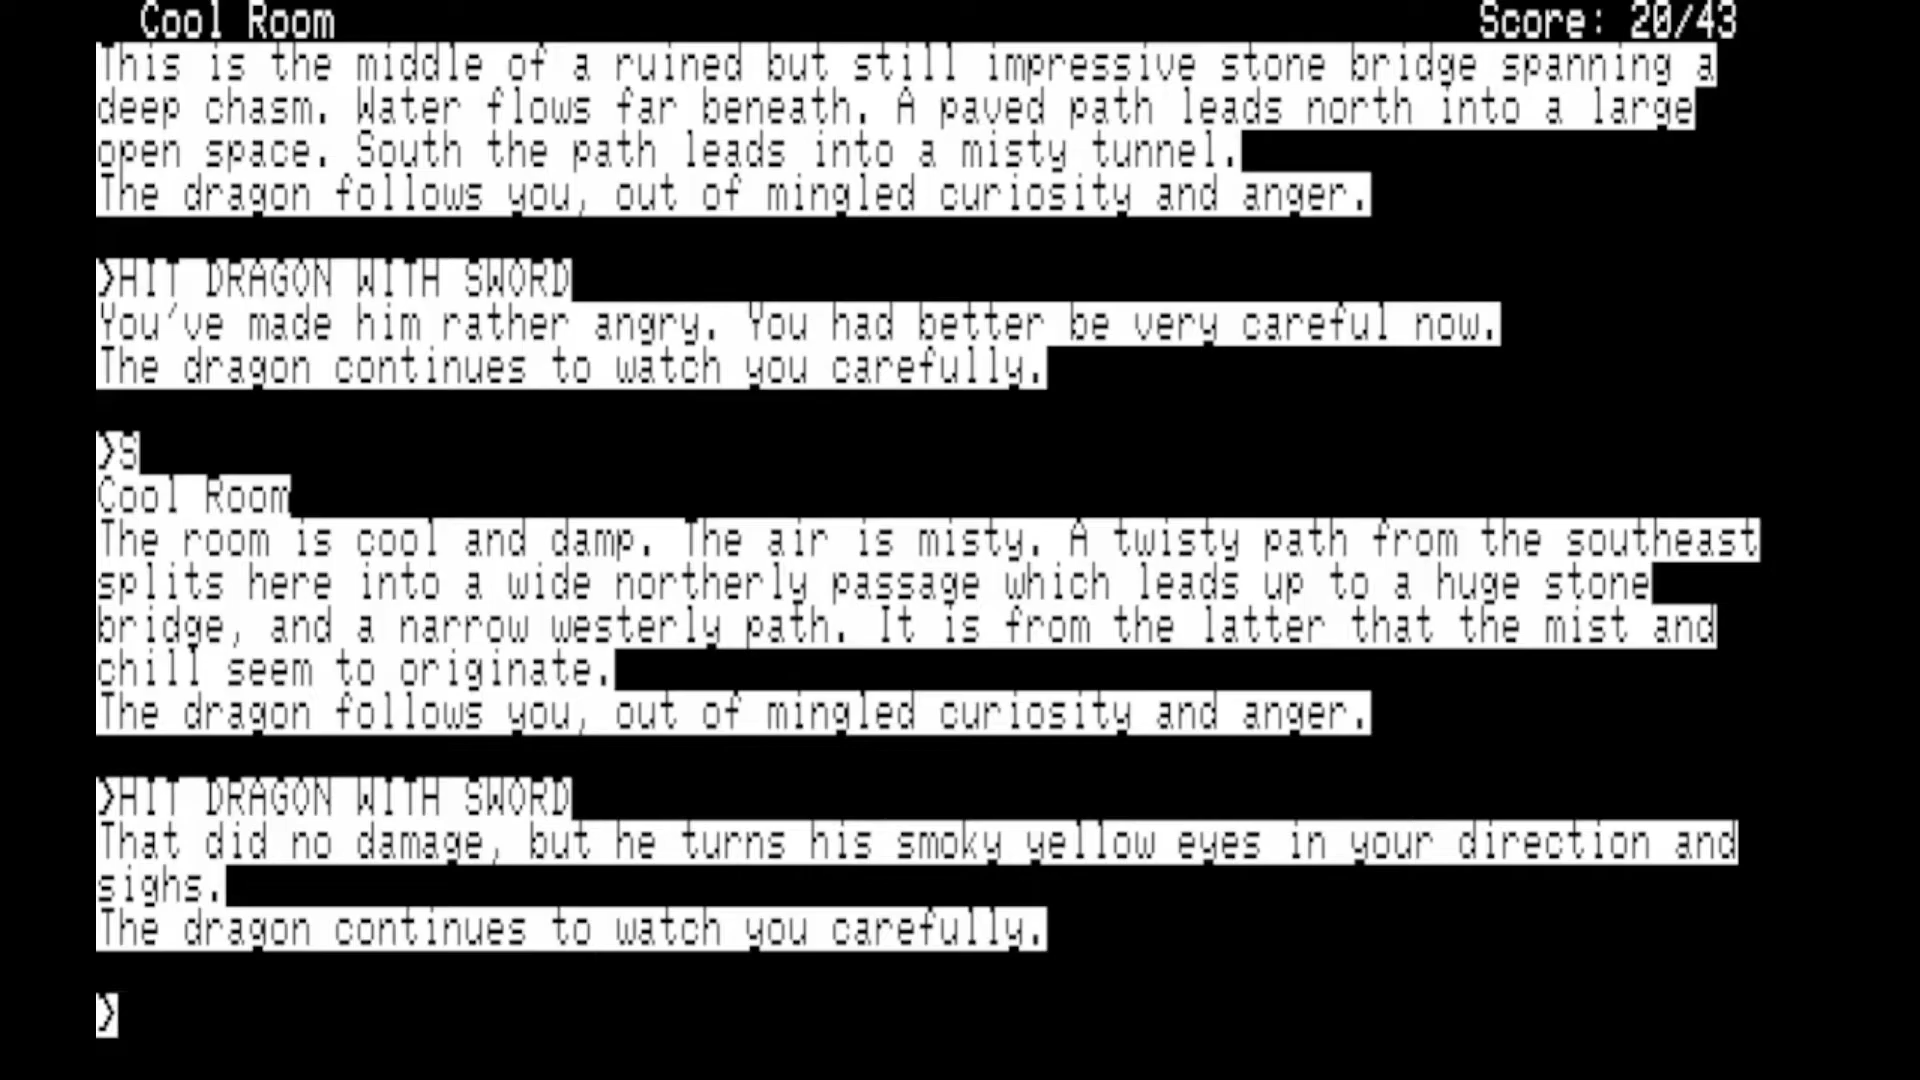 Cool Room Score: 20/43
This is the middle of a ruined but still impressive stone bridge spanning a
deep chasm. Water flows far beneath. A paved path leads north into a large
open space. South the path leads into a misty tunnel.
The dragon follows you, out of mingled curiosity and anger.
>HIT DRAGON WITH SWORD
You've made him rather angry. You had better be very careful now.
The dragon continues to watch you carefully.
>S
Cool Room
The room is cool and damp. The air is misty. A twisty path from the southeast
splits here into a wide northerly passage which leads up to a huge stone
bridge, and a narrow westerly path. It is from the latter that the mist and
chill seem to originate.
The dragon follows you, out of mingled curiosity and anger.
>HIT DRAGON WITH SWORD
That did no damage, but he turns his smoky yellow eyes in your direction and
sighs.
The dragon continues to watch you carefully.
>